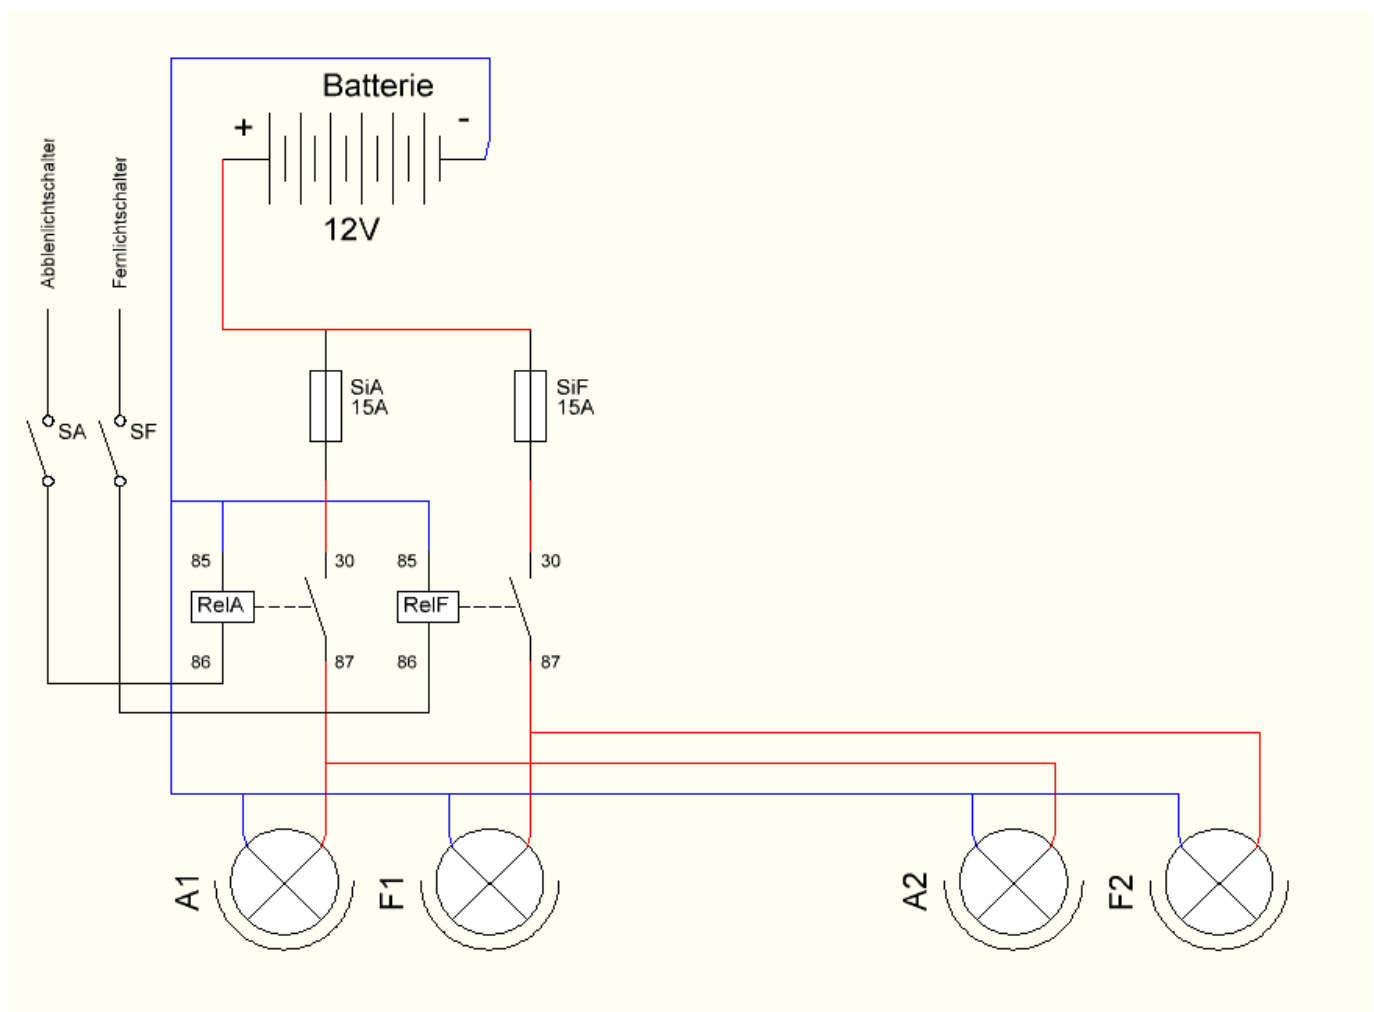 Batterie
+
-
12V
Abblenlichtschalter
Fernlichtschalter
SiA
15A
SiF
15A
SA
SF
85
30
85
30
RelA
RelF
86
87
86
87
A1
F1
A2
F2